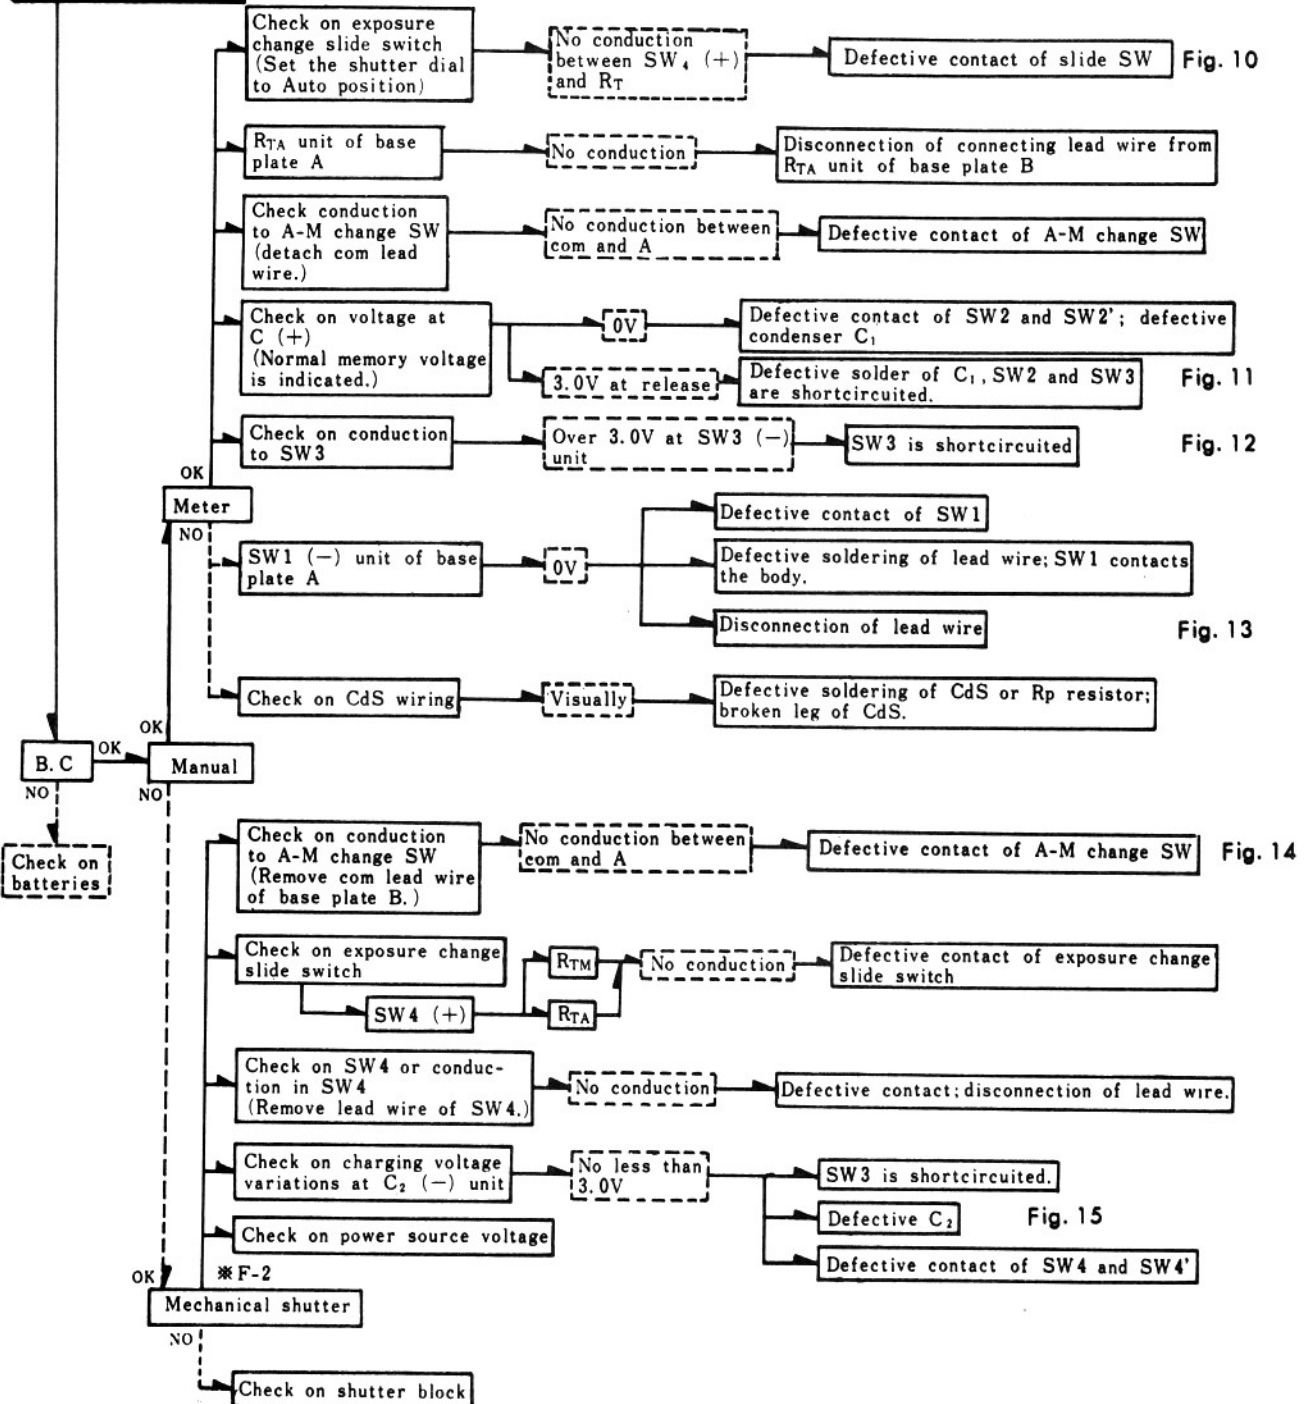 Check on exposure
change slide switch
(Set the shutter dial
to Auto position)
No conduction
between SW4 (+)
and RT
Defective contact of slide SW
Fig. 10
RTA unit of base
plate A
No conduction
Disconnection of connecting lead wire from
RTA unit of base plate B
Check conduction
to A-M change SW
(detach com lead
wire.)
No conduction between
com and A
Defective contact of A-M change SW
Check on voltage at
C (+)
(Normal memory voltage
is indicated.)
0V
Defective contact of SW2 and SW2'; defective
condenser C1
3.0V at release
Defective solder of C1, SW2 and SW3
are shortcircuited.
Fig. 11
Check on conduction
to SW3
Over 3.0V at SW3 (−)
unit
SW3 is shortcircuited
Fig. 12
OK
Meter
NO
SW1 (−) unit of base
plate A
0V
Defective contact of SW1
Defective soldering of lead wire; SW1 contacts
the body.
Disconnection of lead wire
Fig. 13
Check on CdS wiring
Visually
Defective soldering of CdS or Rp resistor;
broken leg of CdS.
OK
B.C
OK
Manual
NO
NO
Check on
batteries
Check on conduction
to A-M change SW
(Remove com lead wire
of base plate B.)
No conduction between
com and A
Defective contact of A-M change SW
Fig. 14
Check on exposure change
slide switch
SW4 (+)
RTM
RTA
No conduction
Defective contact of exposure change
slide switch
Check on SW4 or conduc-
tion in SW4
(Remove lead wire of SW4.)
No conduction
Defective contact; disconnection of lead wire.
Check on charging voltage
variations at C2 (−) unit
No less than
3.0V
SW3 is shortcircuited.
Defective C2
Fig. 15
Defective contact of SW4 and SW4'
Check on power source voltage
OK
※F-2
Mechanical shutter
NO
Check on shutter block